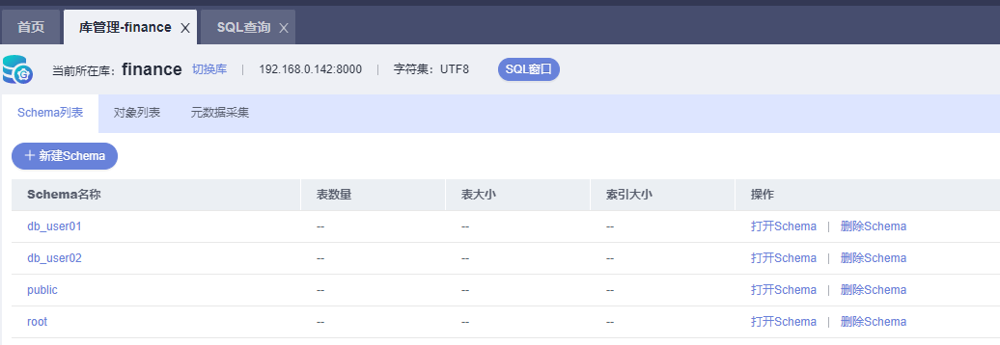 首页 库管理-finance X SQL查询 X
当前所在库: finance 切换库 | 192.168.0.142:8000 | 字符集: UTF8 SQL窗口
Schema列表 对象列表 元数据采集
+ 新建Schema
Schema名称 表数量 表大小 索引大小 操作
db_user01 -- -- -- 打开Schema | 删除Schema
db_user02 -- -- -- 打开Schema | 删除Schema
public -- -- -- 打开Schema | 删除Schema
root -- -- -- 打开Schema | 删除Schema